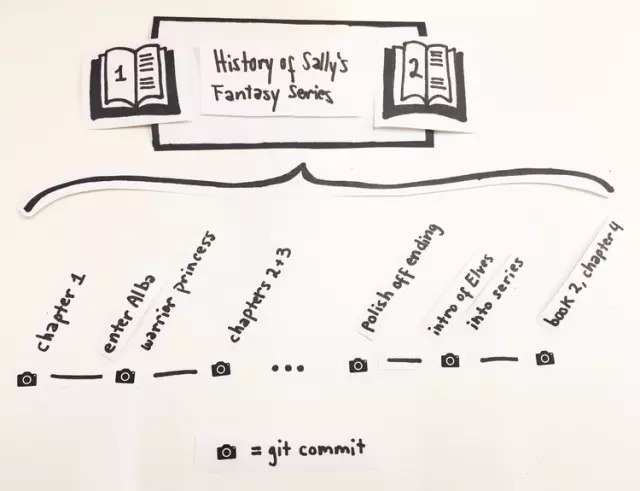 1
History of Sally's
Fantasy Series
2
chapter 1
enter Alba
warrior princess
chapters 2+3
...
polish off ending
intro of Elves
into series
book 2, chapter 4
= git commit